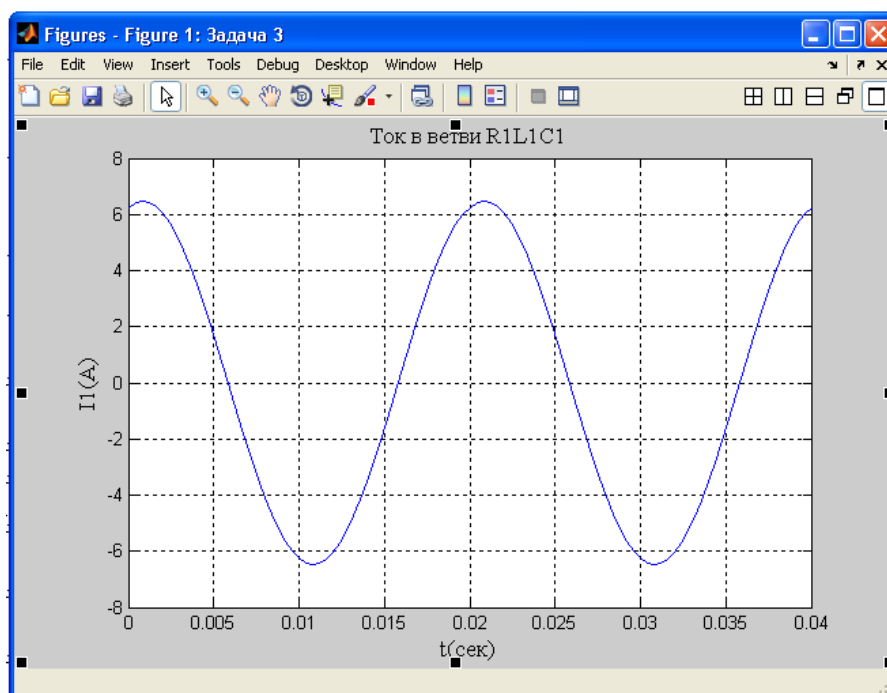 Figures - Figure 1: Задача 3
File Edit View Insert Tools Debug Desktop Window Help
Ток в ветви R1L1C1
8
6
4
2
0
-2
-4
-6
-8
I1(A)
0 0.005 0.01 0.015 0.02 0.025 0.03 0.035 0.04
t(сек)